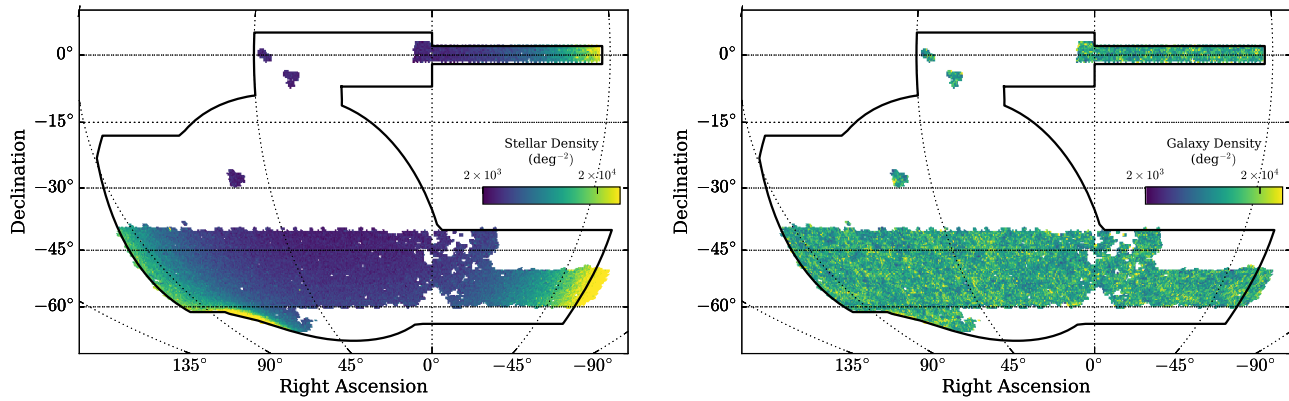 0°
−15°
−30°
−45°
−60°
Declination
Stellar Density
(deg⁻²)
2 × 10³
2 × 10⁴
135°
90°
45°
0°
−45°
−90°
Right Ascension
0°
−15°
−30°
−45°
−60°
Declination
Galaxy Density
(deg⁻²)
2 × 10³
2 × 10⁴
135°
90°
45°
0°
−45°
−90°
Right Ascension